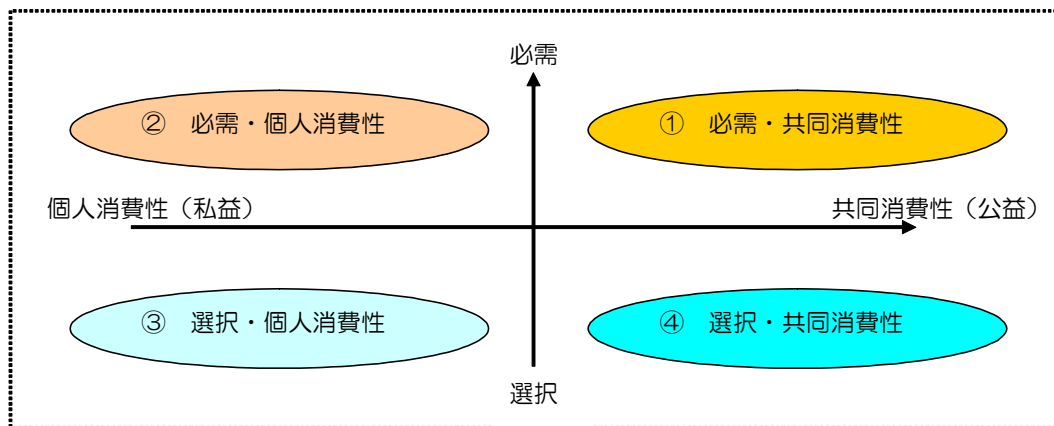 必需
② 必需・個人消費性
① 必需・共同消費性
個人消費性（私益）
共同消費性（公益）
③ 選択・個人消費性
④ 選択・共同消費性
選択